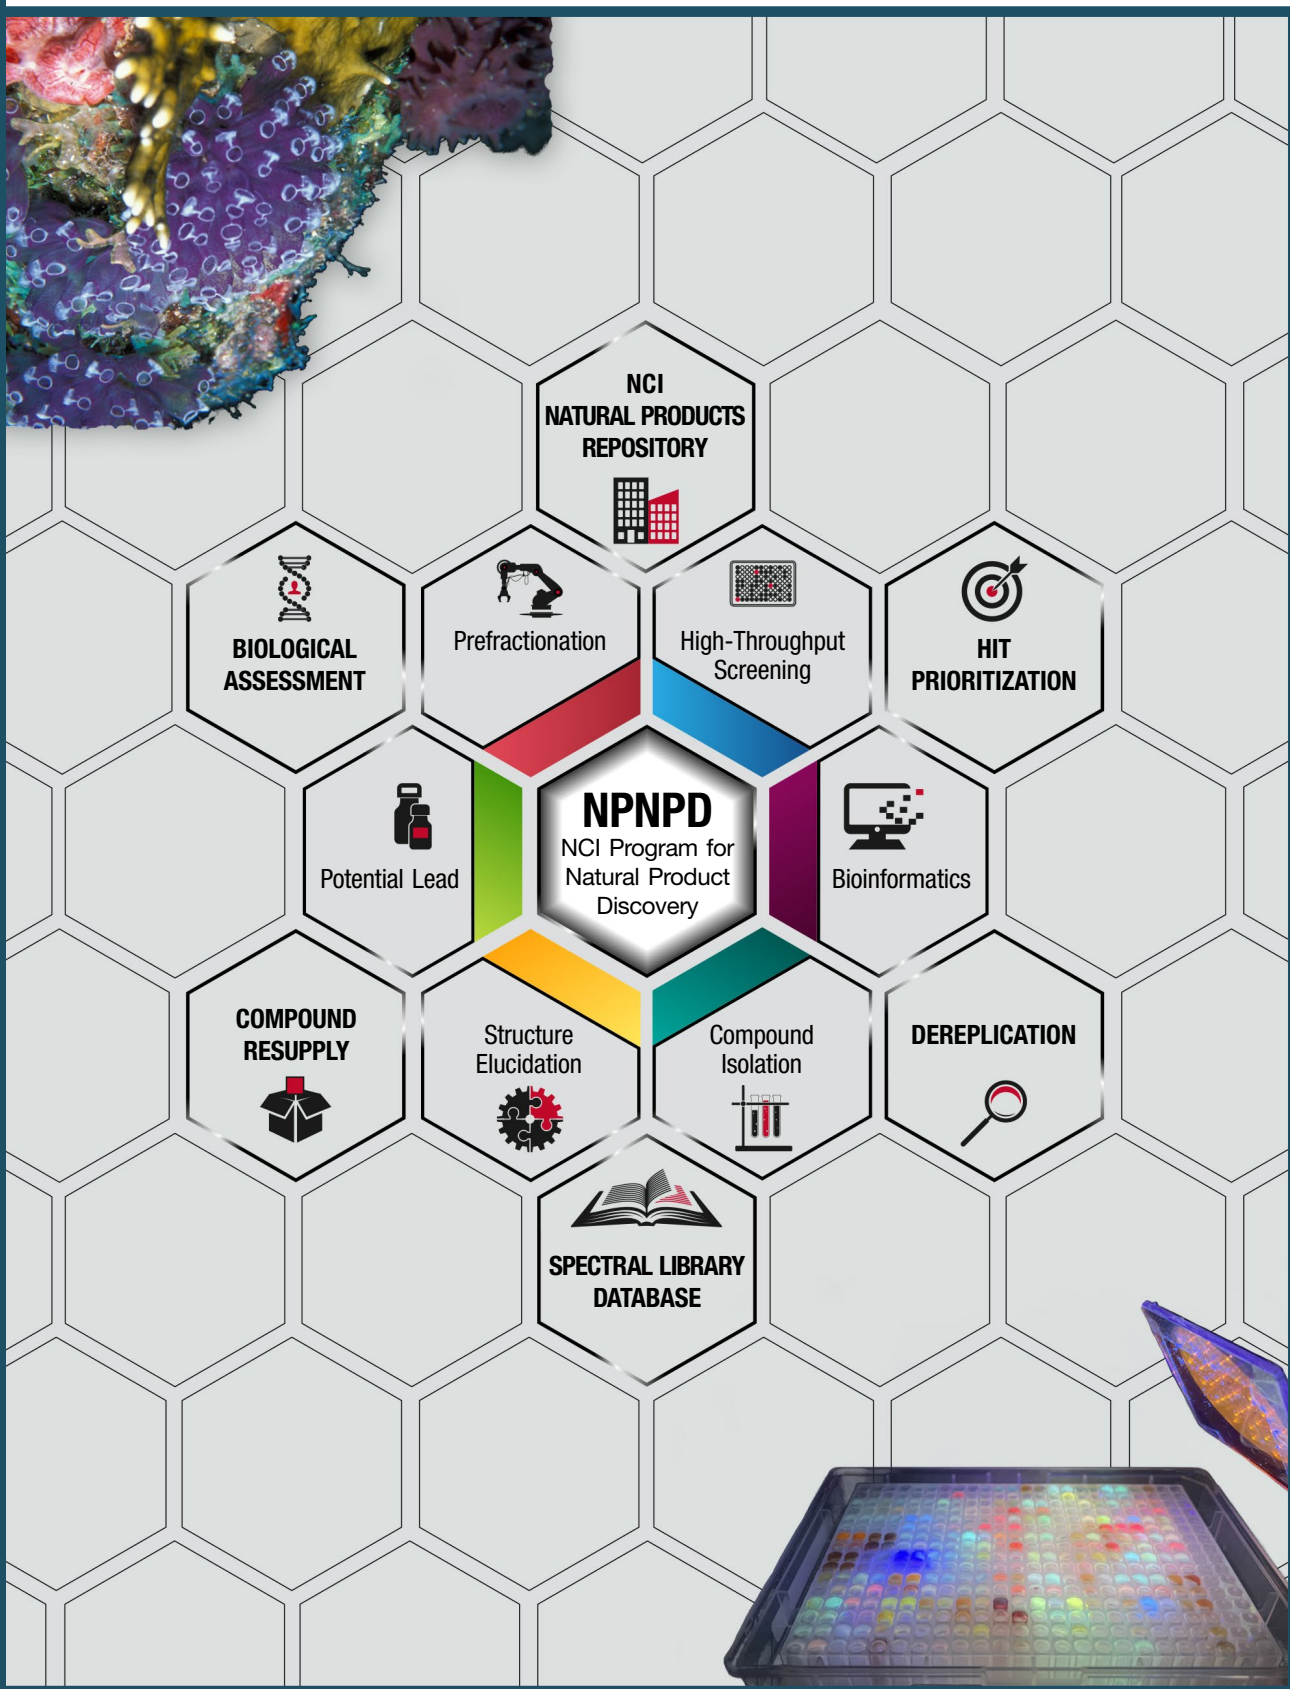 NCI
NATURAL PRODUCTS
REPOSITORY
BIOLOGICAL
ASSESSMENT
Prefractionation
High-Throughput
Screening
HIT
PRIORITIZATION
Potential Lead
NPNPD
NCI Program for
Natural Product
Discovery
Bioinformatics
COMPOUND
RESUPPLY
Structure
Elucidation
Compound
Isolation
DEREPLICATION
SPECTRAL LIBRARY
DATABASE